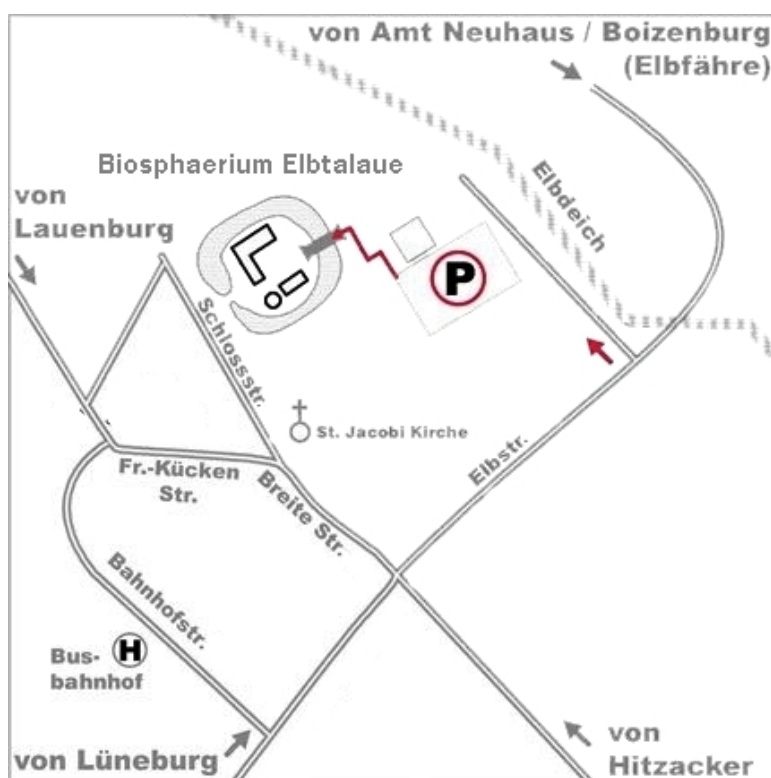 von Amt Neuhaus / Boizenburg
(Elbfähre)
Biosphaerium Elbtalaue
von
Lauenburg
Elbdeich
P
Schlossstr.
St. Jacobi Kirche
Elbstr.
Fr.-Kücken
Str.
Breite Str.
Bahnhofstr.
Bus-
bahnhof
H
von Lüneburg
von
Hitzacker